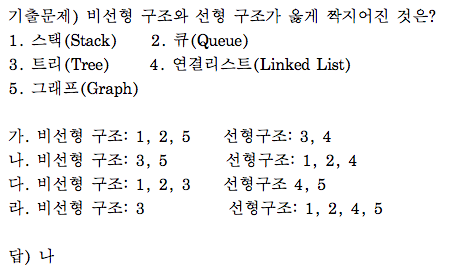 기출문제) 비선형 구조와 선형 구조가 옳게 짝지어진 것은?
1. 스택(Stack) 2. 큐(Queue)
3. 트리(Tree) 4. 연결리스트(Linked List)
5. 그래프(Graph)
가. 비선형 구조: 1, 2, 5 선형구조: 3, 4
나. 비선형 구조: 3, 5 선형구조: 1, 2, 4
다. 비선형 구조: 1, 2, 3 선형구조 4, 5
라. 비선형 구조: 3 선형구조: 1, 2, 4, 5
답) 나